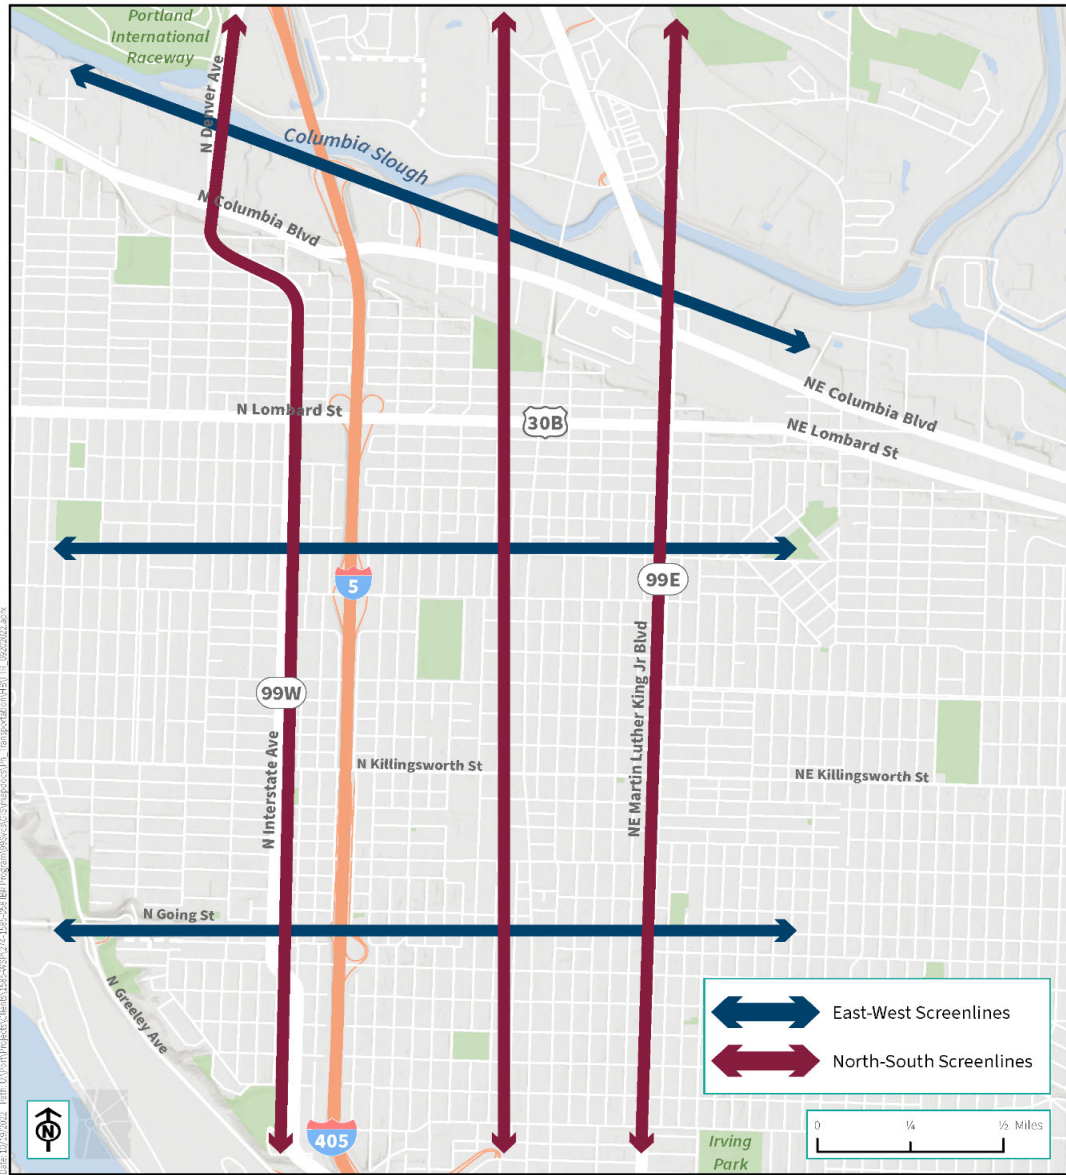 Portland
International
Raceway
N Denver Ave
Columbia Slough
N Columbia Blvd
N Lombard St
30B
NE Columbia Blvd
NE Lombard St
5
99E
99W
N Interstate Ave
N Killingsworth St
NE Martin Luther King Jr Blvd
NE Killingsworth St
N Going St
N Greeley Ave
East-West Screenlines
North-South Screenlines
405
N
0 ¼ ½ Miles
Irving
Park